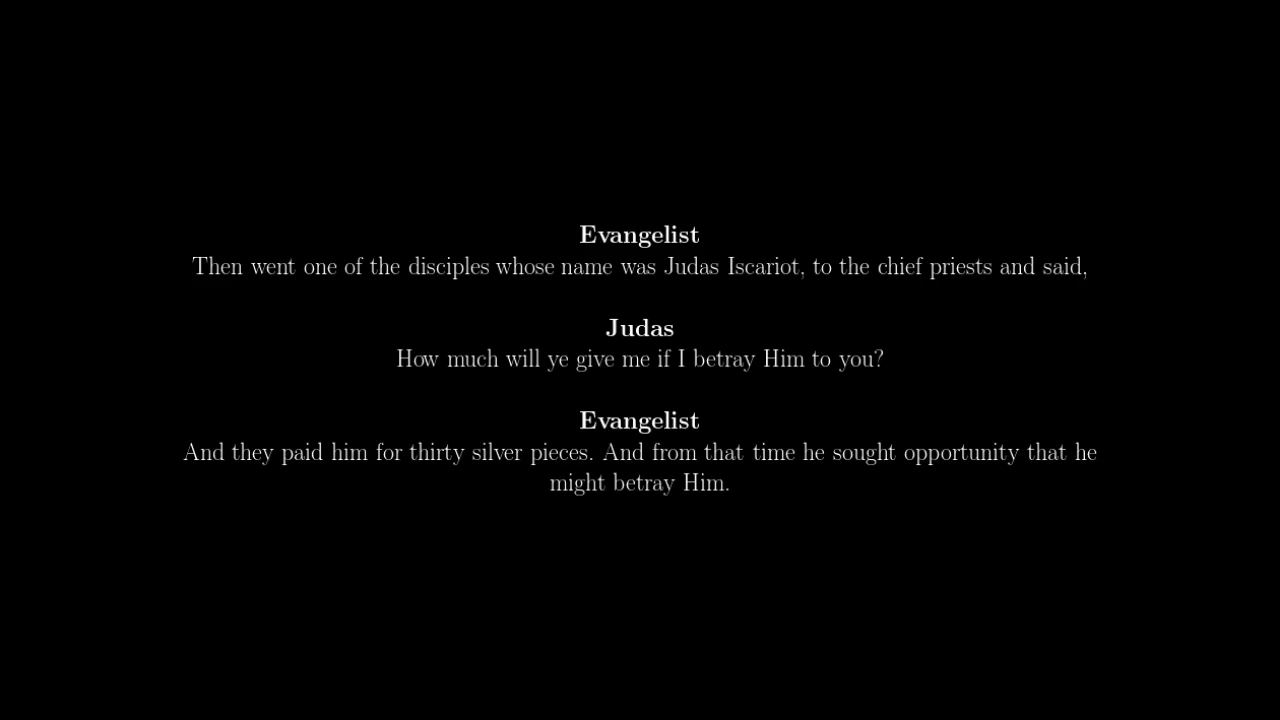 Evangelist
Then went one of the disciples whose name was Judas Iscariot, to the chief priests and said,
Judas
How much will ye give me if I betray Him to you?
Evangelist
And they paid him for thirty silver pieces. And from that time he sought opportunity that he
might betray Him.